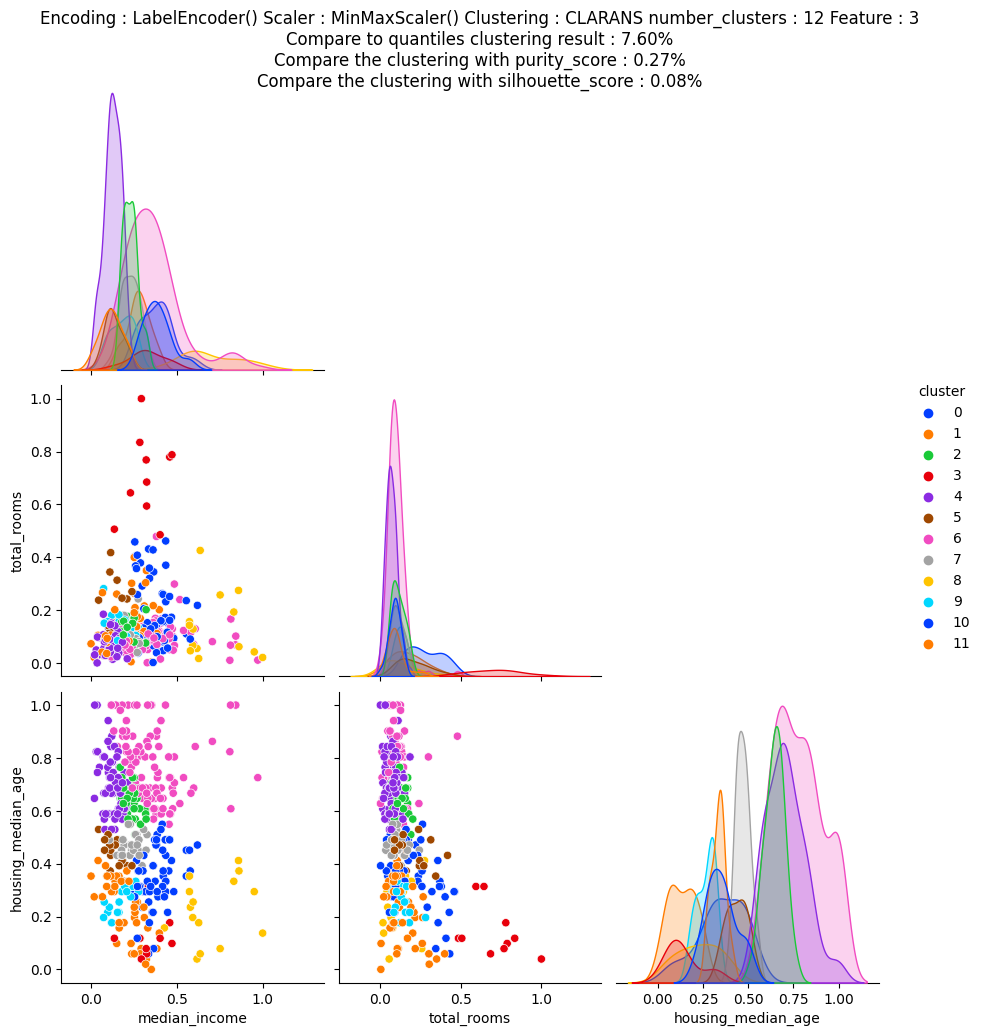 Encoding : LabelEncoder() Scaler : MinMaxScaler() Clustering : CLARANS number_clusters : 12 Feature : 3
Compare to quantiles clustering result : 7.60%
Compare the clustering with purity_score : 0.27%
Compare the clustering with silhouette_score : 0.08%
1.0
0.8
0.6
0.4
0.2
0.0
total_rooms
cluster
0
1
2
3
4
5
6
7
8
9
10
11
1.0
0.8
0.6
0.4
0.2
0.0
housing_median_age
0.0 0.5 1.0
median_income
0.0 0.5 1.0
total_rooms
0.00 0.25 0.50 0.75 1.00
housing_median_age